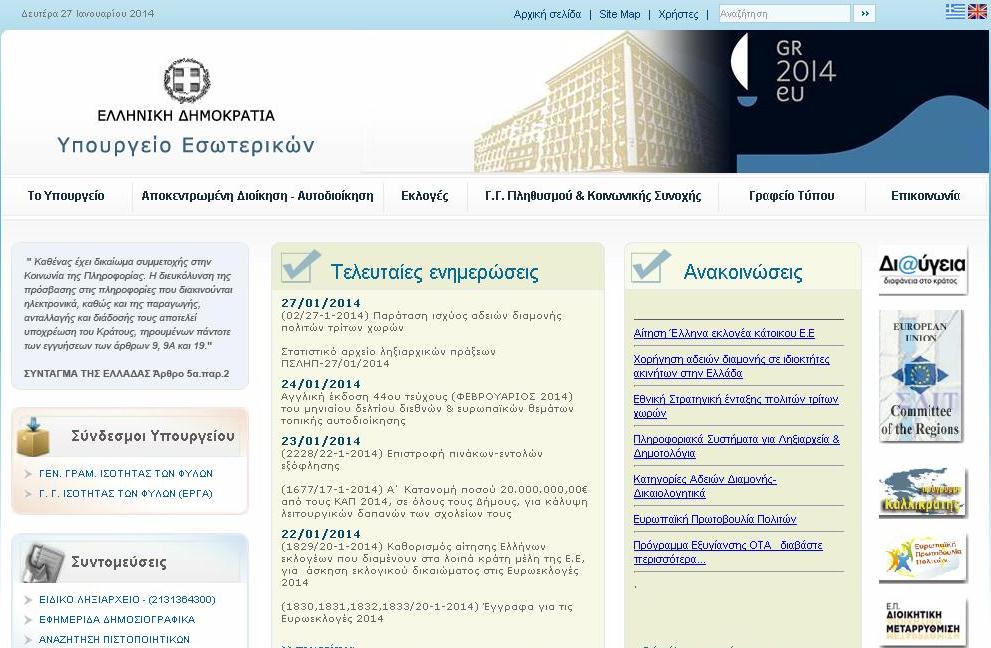 Δευτέρα 27 Ιανουαρίου 2014
Αρχική σελίδα | Site Map | Χρήστες |
Αναζήτηση
ΕΛΛΗΝΙΚΗ ΔΗΜΟΚΡΑΤΙΑ
Υπουργείο Εσωτερικών
GR
2014
eu
Το Υπουργείο
Αποκεντρωμένη Διοίκηση - Αυτοδιοίκηση
Εκλογές
Γ.Γ. Πληθυσμού & Κοινωνικής Συνοχής
Γραφείο Τύπου
Επικοινωνία
" Καθένας έχει δικαίωμα συμμετοχής στην
Κοινωνία της Πληροφορίας. Η διευκόλυνση της
πρόσβασης στις πληροφορίες που διακινούνται
ηλεκτρονικά, καθώς και της παραγωγής,
ανταλλαγής και διάδοσής τους αποτελεί
υποχρέωση του Κράτους, τηρουμένων πάντοτε
των εγγυήσεων των άρθρων 9, 9Α και 19."
ΣΥΝΤΑΓΜΑ ΤΗΣ ΕΛΛΑΔΑΣ Άρθρο 5α.παρ.2
Σύνδεσμοι Υπουργείου
ΓΕΝ. ΓΡΑΜ. ΙΣΟΤΗΤΑΣ ΤΩΝ ΦΥΛΩΝ
Γ. Γ. ΙΣΟΤΗΤΑΣ ΤΩΝ ΦΥΛΩΝ (ΕΡΓΑ)
Συντομεύσεις
ΕΙΔΙΚΟ ΛΗΞΙΑΡΧΕΙΟ - (2131364300)
ΕΦΗΜΕΡΙΔΑ ΔΗΜΟΣΙΟΓΡΑΦΙΚΑ
ΑΝΑΖΗΤΗΣΗ ΠΙΣΤΟΠΟΙΗΤΙΚΩΝ
Τελευταίες ενημερώσεις
27/01/2014
(02/27-1-2014) Παράταση ισχύος αδειών διαμονής
πολιτών τρίτων χωρών
Στατιστικό αρχείο ληξιαρχικών πράξεων
ΠΣΛΗΠ-27/01/2014
24/01/2014
Αγγλική έκδοση 44ου τεύχους (ΦΕΒΡΟΥΑΡΙΟΣ 2014)
του μηνιαίου δελτίου διεθνών & ευρωπαϊκών θεμάτων
τοπικής αυτοδιοίκησης
23/01/2014
(2228/22-1-2014) Επιστροφή πινάκων-εντολών
εξόφλησης
(1677/17-1-2014) Α΄ Κατανομή ποσού 20.000.000,00€
από τους ΚΑΠ 2014, σε όλους τους Δήμους, για κάλυψη
λειτουργικών δαπανών των σχολείων τους
22/01/2014
(1829/20-1-2014) Καθορισμός αίτησης Ελλήνων
εκλογέων που διαμένουν στα λοιπά κράτη μέλη της Ε.Ε,
για άσκηση εκλογικού δικαιώματος στις Ευρωεκλογές
2014
(1830,1831,1832,1833/20-1-2014) Έγγραφα για τις
Ευρωεκλογές 2014
Ανακοινώσεις
Αίτηση Έλληνα εκλογέα κάτοικου Ε.Ε
Χορήγηση αδειών διαμονής σε ιδιοκτήτες
ακινήτων στην Ελλάδα
Εθνική Στρατηγική ένταξης πολιτών τρίτων
χωρών
Πληροφοριακά Συστήματα για Ληξιαρχεία &
Δημοτολόγια
Κατηγορίες Αδειών Διαμονής-
Δικαιολογητικά
Ευρωπαϊκή Πρωτοβουλία Πολιτών
Πρόγραμμα Εξυγίανσης ΟΤΑ διαβάστε
περισσότερα...
.
Δι@ύγεια
διαφάνεια στο κράτος
EUROPEAN
UNION
Committee
of the Regions
Καλλικράτης
Ευρωπαϊκή
Πρωτοβουλία
Πολιτών
Ε.Π.
ΔΙΟΙΚΗΤΙΚΗ
ΜΕΤΑΡΡΥΘΜΙΣΗ